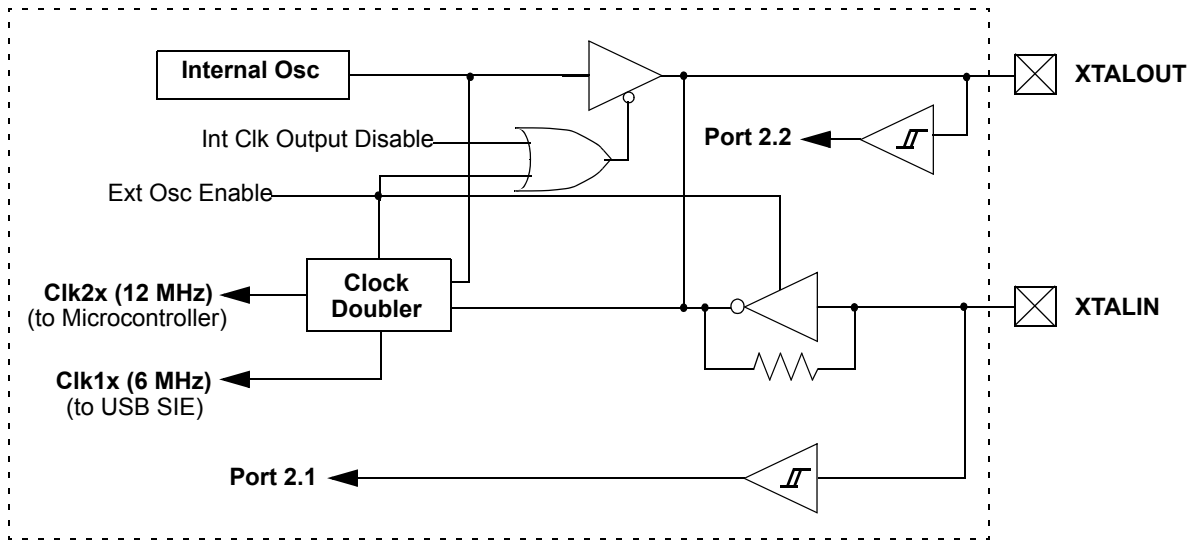 Internal Osc
XTALOUT
Int Clk Output Disable
Port 2.2
Ext Osc Enable
Clock
Doubler
Clk2x (12 MHz)
(to Microcontroller)
XTALIN
Clk1x (6 MHz)
(to USB SIE)
Port 2.1